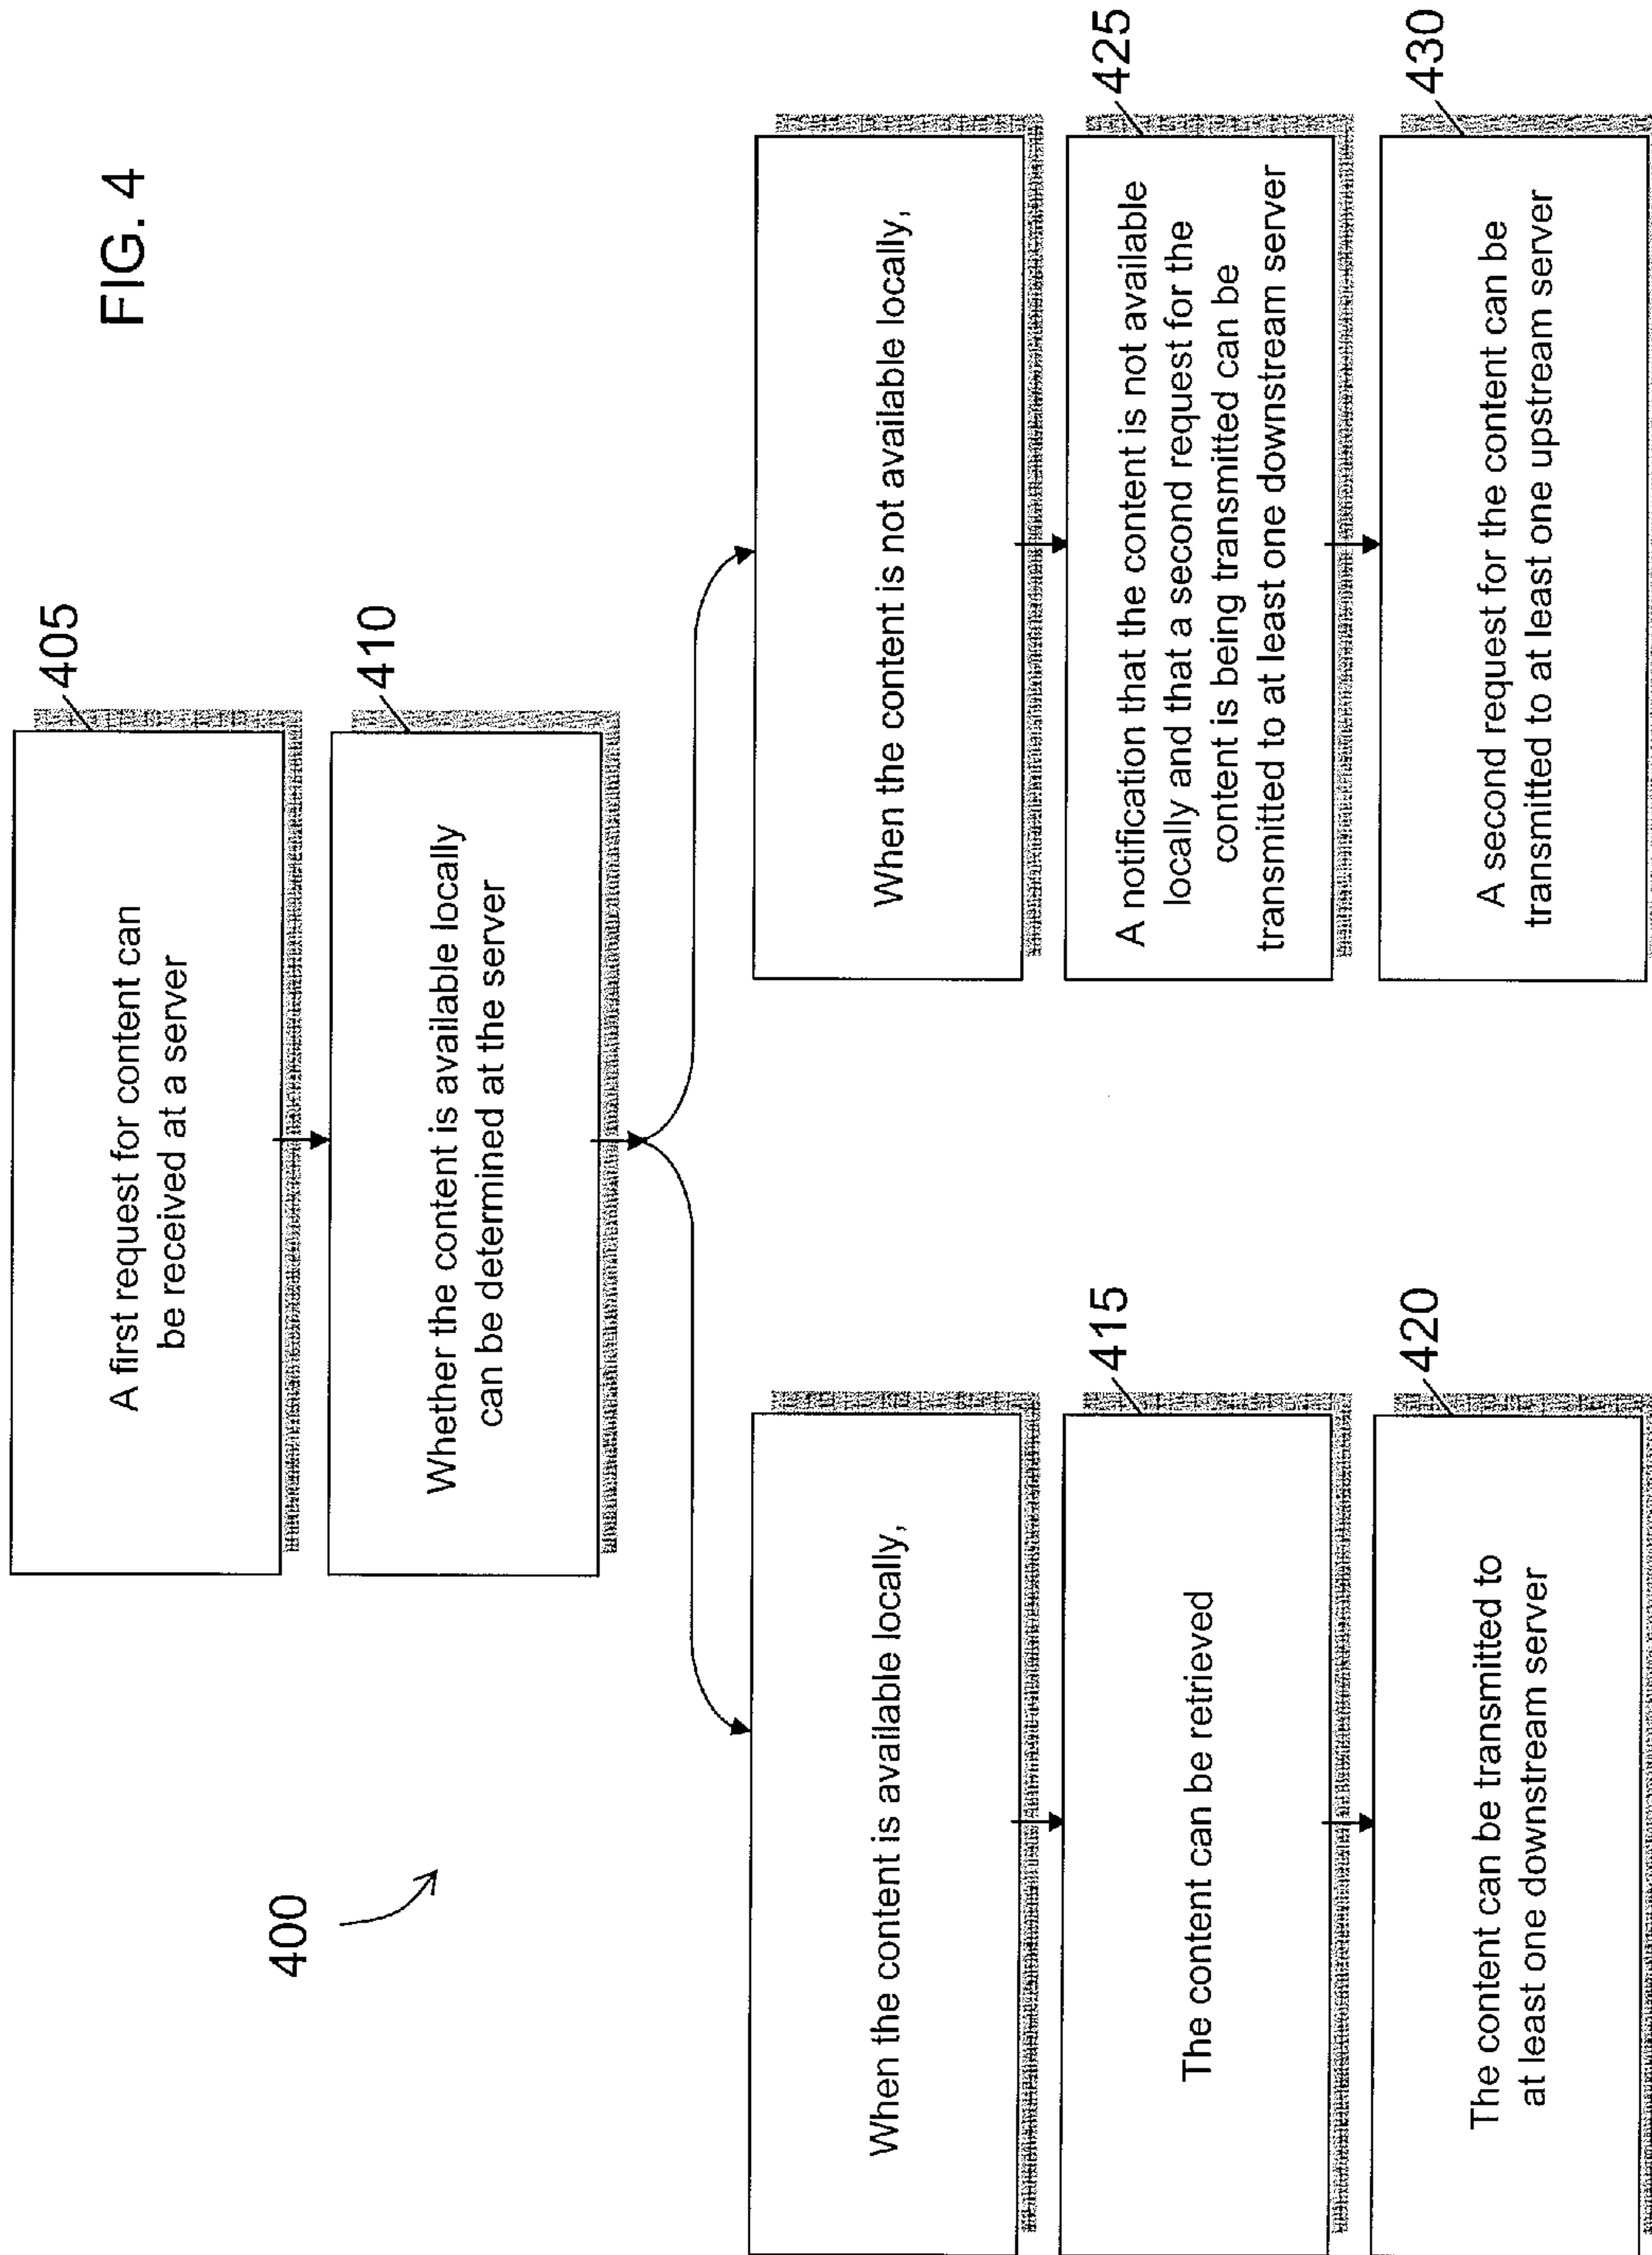 FIG. 4
400
405
A first request for content can
be received at a server
410
Whether the content is available locally
can be determined at the server
When the content is available locally,
415
The content can be retrieved
420
The content can be transmitted to
at least one downstream server
When the content is not available locally,
425
A notification that the content is not available
locally and that a second request for the
content is being transmitted can be
transmitted to at least one downstream server
430
A second request for the content can be
transmitted to at least one upstream server